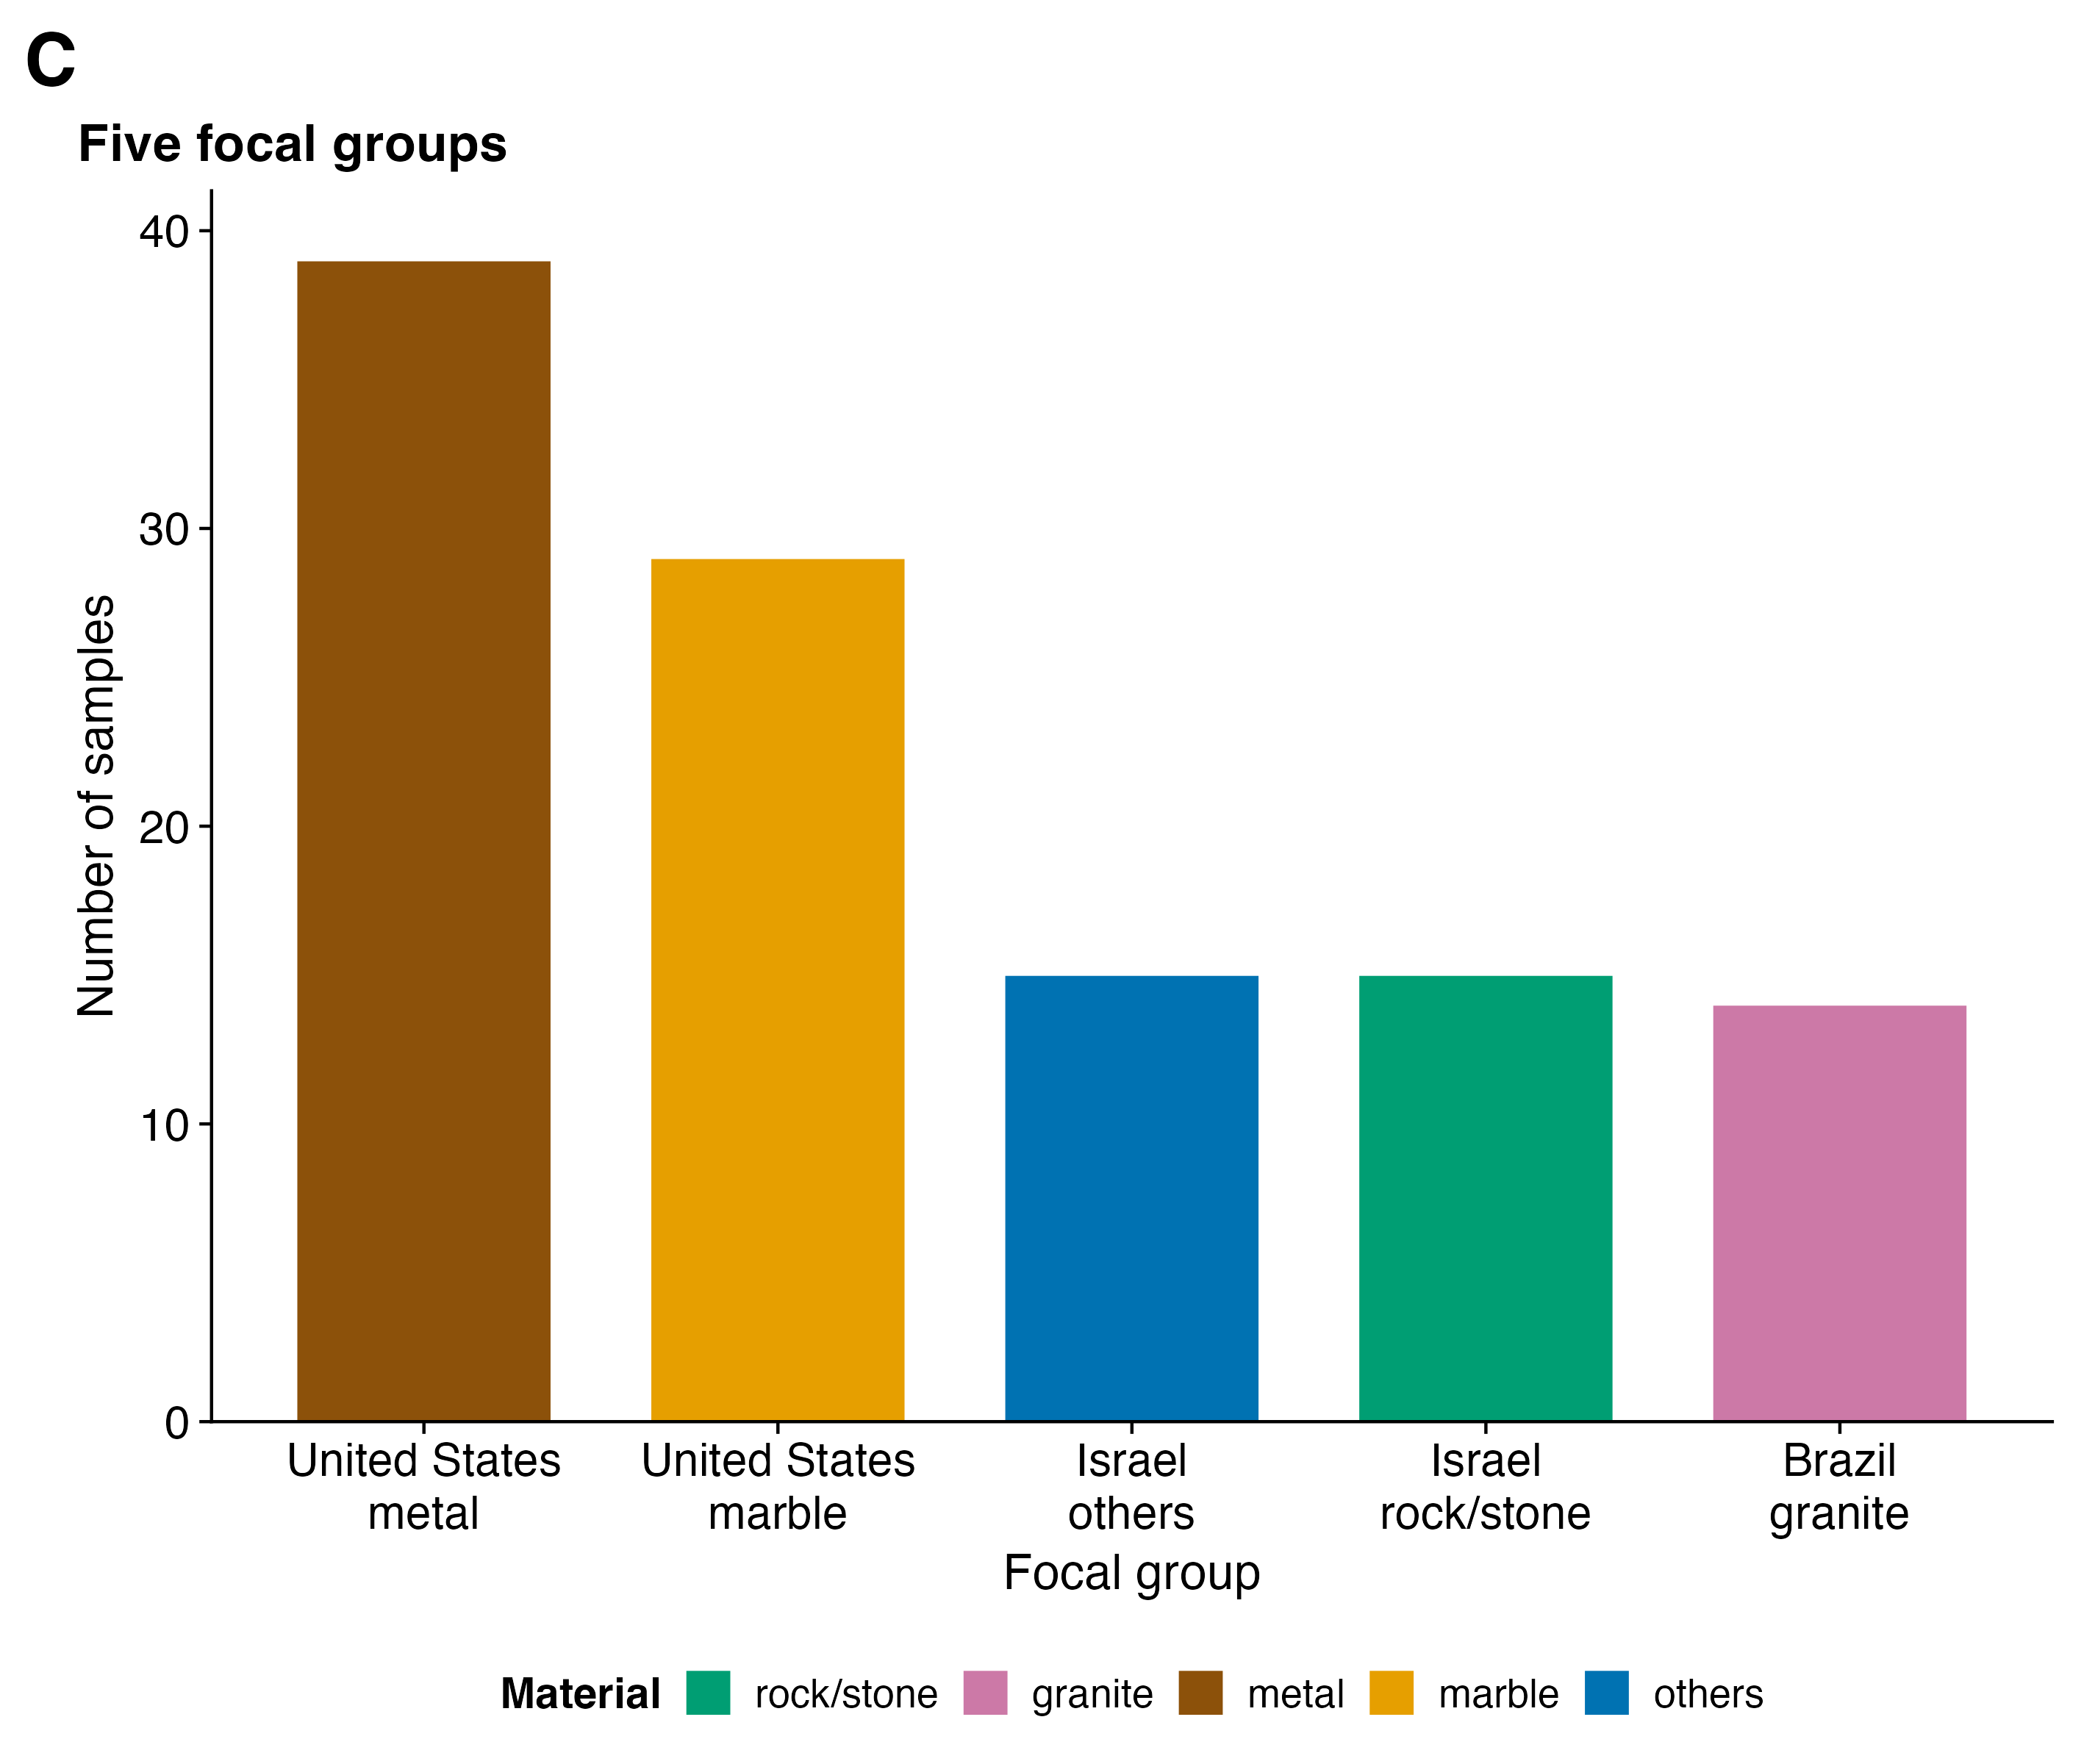 C
Five focal groups
Number of samples
40
30
20
10
0
United States metal
United States marble
Israel others
Israel rock/stone
Brazil granite
Focal group
Material rock/stone granite metal marble others